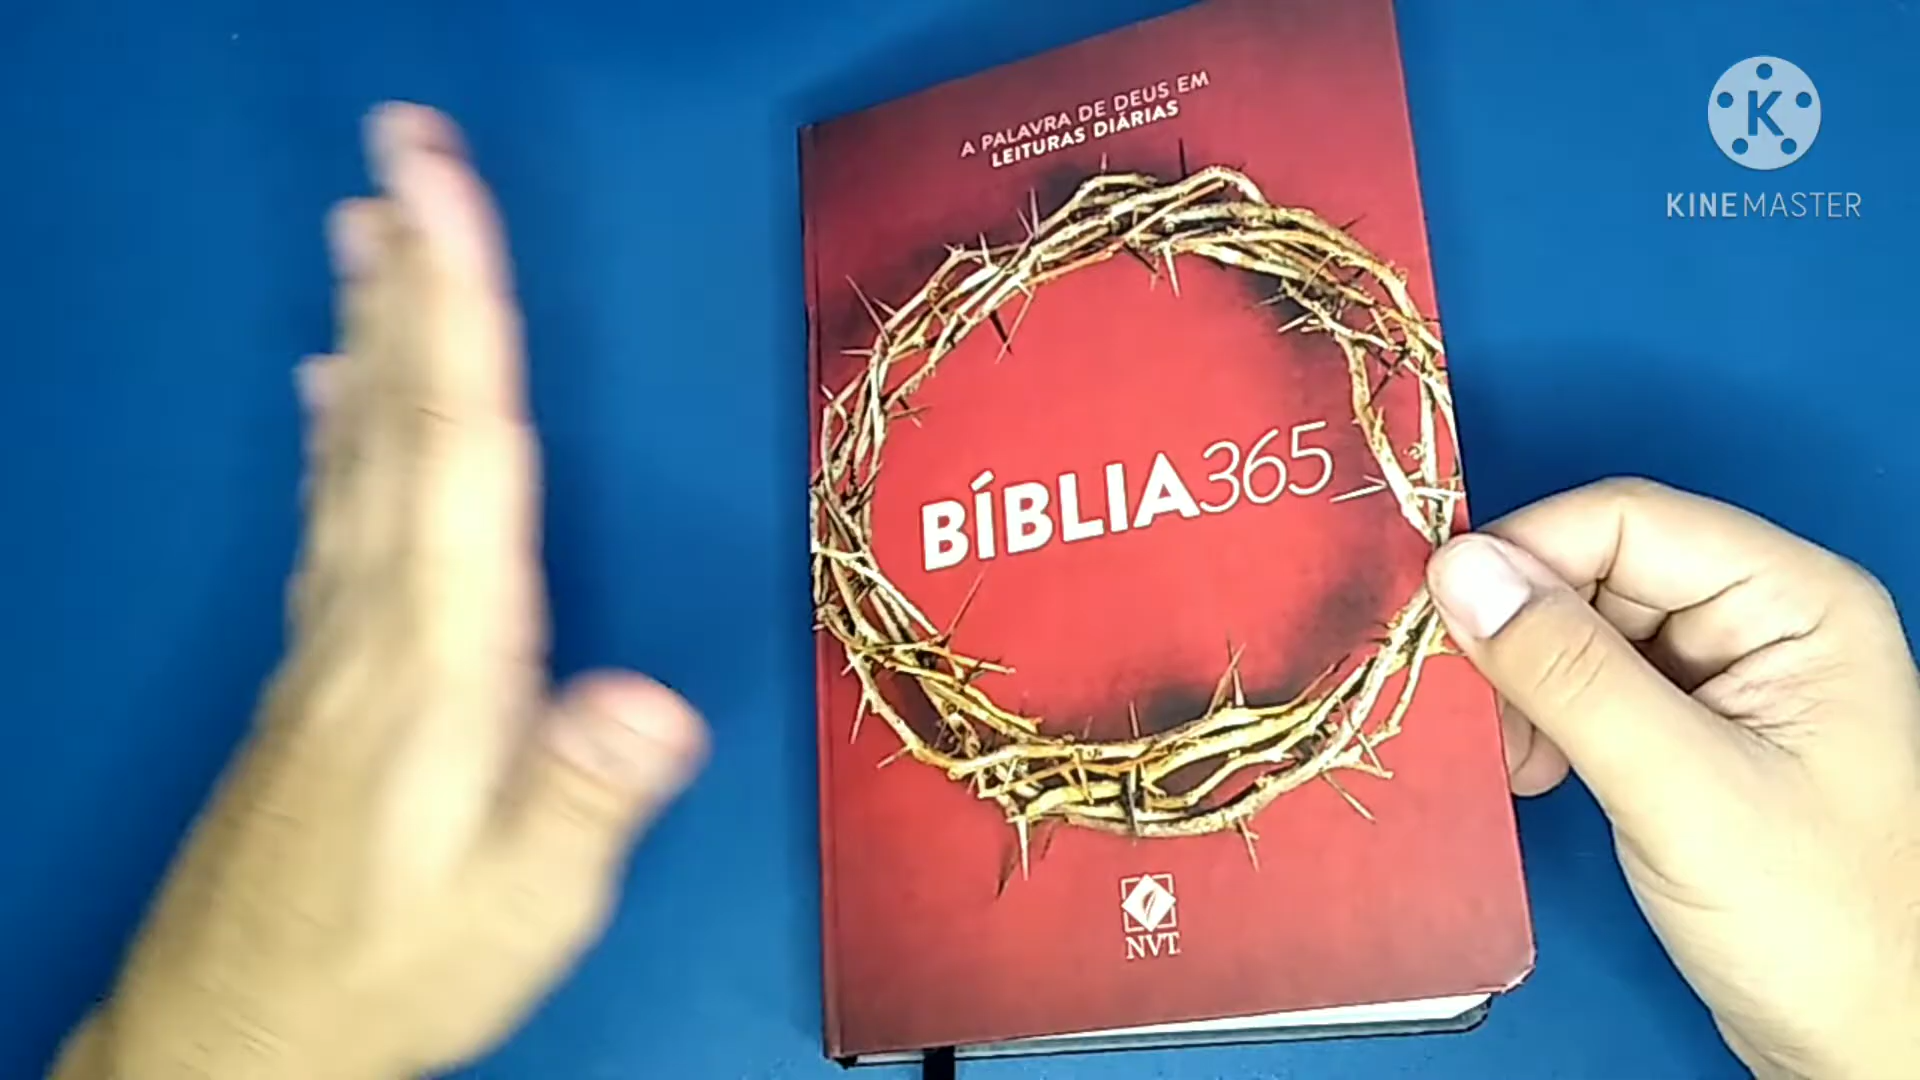 A PALAVRA DE DEUS EM
LEITURAS DIÁRIAS
BÍBLIA365
NVT
K
KINEMASTER